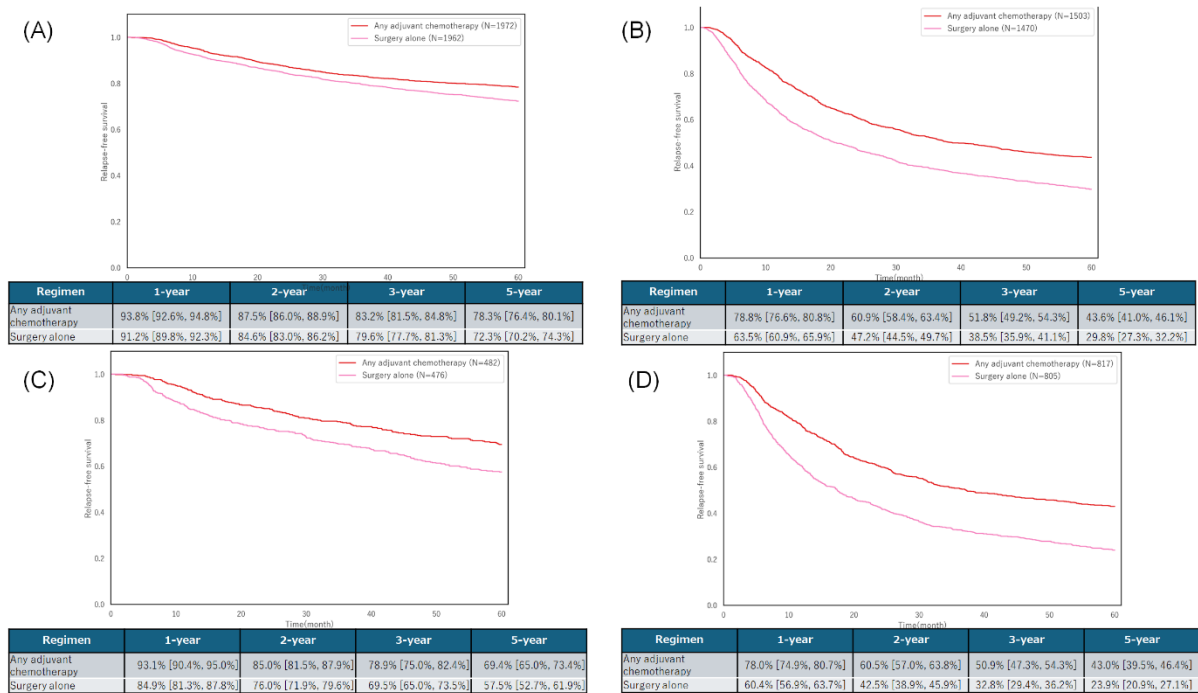 (A)
Any adjuvant chemotherapy (N=1972)
Surgery alone (N=1962)
Relapse-free survival
1.0
0.8
0.6
0.4
0.2
0.0
0 10 20 30 40 50 60
Time(month)
Regimen 1-year 2-year 3-year 5-year
Any adjuvant
chemotherapy 93.8% [92.6%, 94.8%] 87.5% [86.0%, 88.9%] 83.2% [81.5%, 84.8%] 78.3% [76.4%, 80.1%]
Surgery alone 91.2% [89.8%, 92.3%] 84.6% [83.0%, 86.2%] 79.6% [77.7%, 81.3%] 72.3% [70.2%, 74.3%]
(B)
Any adjuvant chemotherapy (N=1503)
Surgery alone (N=1470)
Relapse-free survival
1.0
0.8
0.6
0.4
0.2
0.0
0 10 20 30 40 50 60
Time(month)
Regimen 1-year 2-year 3-year 5-year
Any adjuvant
chemotherapy 78.8% [76.6%, 80.8%] 60.9% [58.4%, 63.4%] 51.8% [49.2%, 54.3%] 43.6% [41.0%, 46.1%]
Surgery alone 63.5% [60.9%, 65.9%] 47.2% [44.5%, 49.7%] 38.5% [35.9%, 41.1%] 29.8% [27.3%, 32.2%]
(C)
Any adjuvant chemotherapy (N=482)
Surgery alone (N=476)
Relapse-free survival
1.0
0.8
0.6
0.4
0.2
0.0
0 10 20 30 40 50 60
Time(month)
Regimen 1-year 2-year 3-year 5-year
Any adjuvant
chemotherapy 93.1% [90.4%, 95.0%] 85.0% [81.5%, 87.9%] 78.9% [75.0%, 82.4%] 69.4% [65.0%, 73.4%]
Surgery alone 84.9% [81.3%, 87.8%] 76.0% [71.9%, 79.6%] 69.5% [65.0%, 73.5%] 57.5% [52.7%, 61.9%]
(D)
Any adjuvant chemotherapy (N=817)
Surgery alone (N=805)
Relapse-free survival
1.0
0.8
0.6
0.4
0.2
0.0
0 10 20 30 40 50 60
Time(month)
Regimen 1-year 2-year 3-year 5-year
Any adjuvant
chemotherapy 78.0% [74.9%, 80.7%] 60.5% [57.0%, 63.8%] 50.9% [47.3%, 54.3%] 43.0% [39.5%, 46.4%]
Surgery alone 60.4% [56.9%, 63.7%] 42.5% [38.9%, 45.9%] 32.8% [29.4%, 36.2%] 23.9% [20.9%, 27.1%]